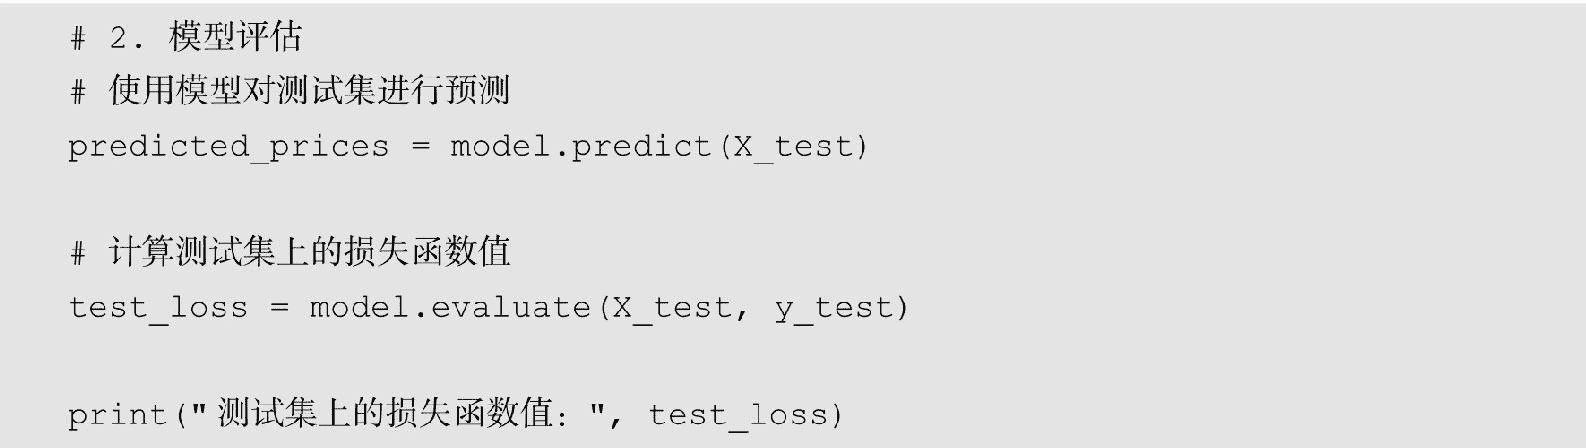 # 2. 模型评估
# 使用模型对测试集进行预测
predicted_prices = model.predict(X_test)
# 计算测试集上的损失函数值
test_loss = model.evaluate(X_test, y_test)
print("测试集上的损失函数值：", test_loss)